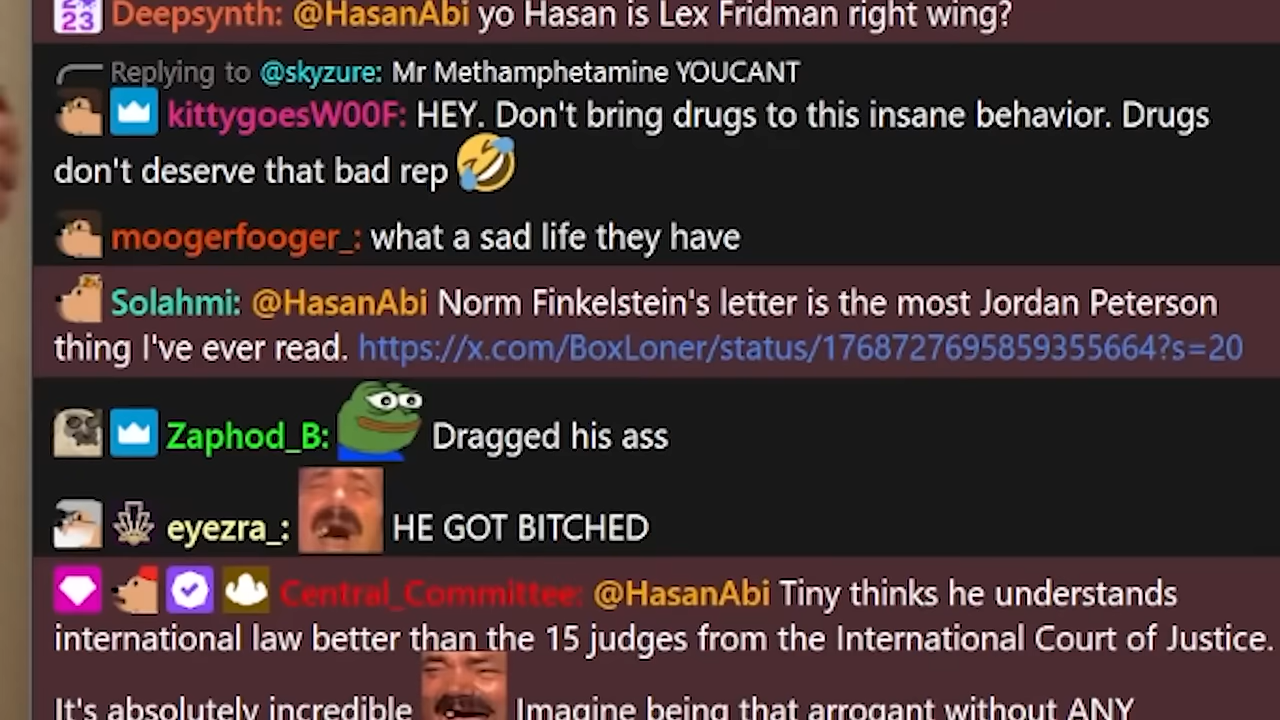 23 Deepsynth: @HasanAbi yo Hasan is Lex Fridman right wing?
Replying to @skyzure: Mr Methamphetamine YOUCANT
kittygoesW00F: HEY. Don't bring drugs to this insane behavior. Drugs
don't deserve that bad rep
moogerfooger_: what a sad life they have
Solahmi: @HasanAbi Norm Finkelstein's letter is the most Jordan Peterson
thing I've ever read. https://x.com/BoxLoner/status/1768727695859355664?s=20
Zaphod_B: Dragged his ass
eyezra_: HE GOT BITCHED
Central_Committee: @HasanAbi Tiny thinks he understands
international law better than the 15 judges from the International Court of Justice.
It's absolutely incredible Imagine being that arrogant without ANY